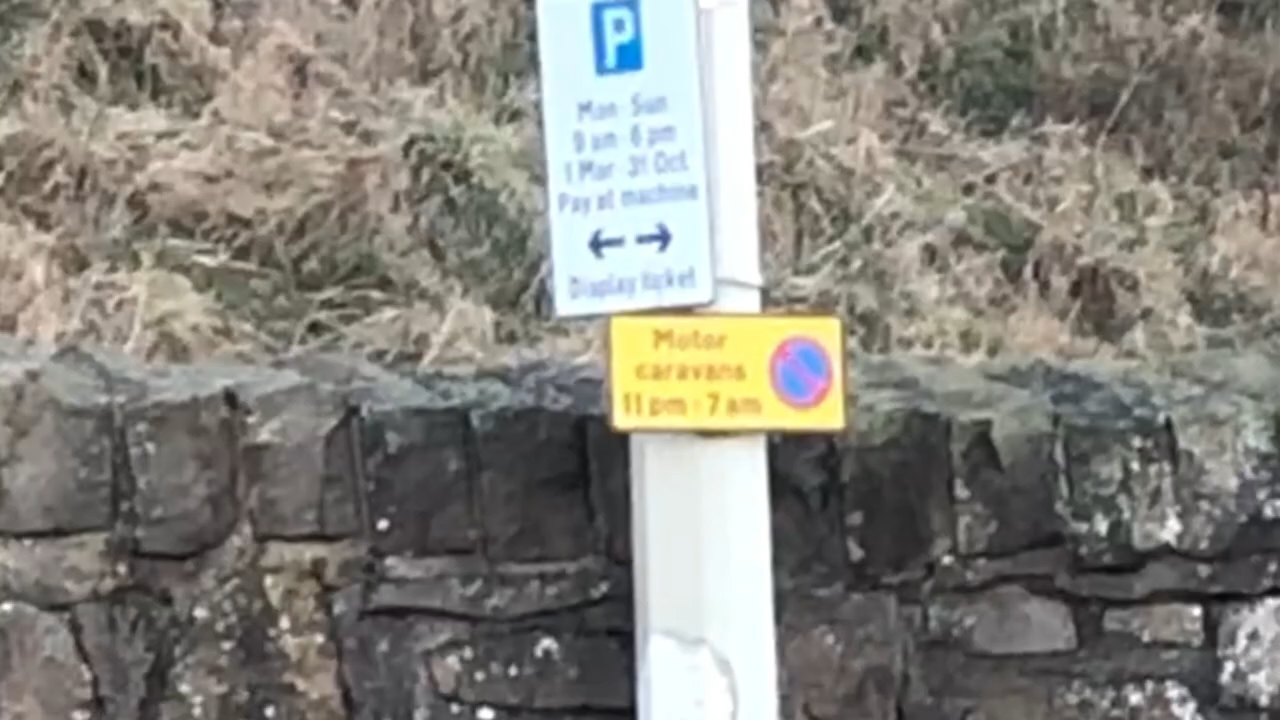 P
Mon - Sun
9 am - 6 pm
1 Mar - 31 Oct
Pay at machine
Display ticket
Motor
caravans
11 pm - 7 am